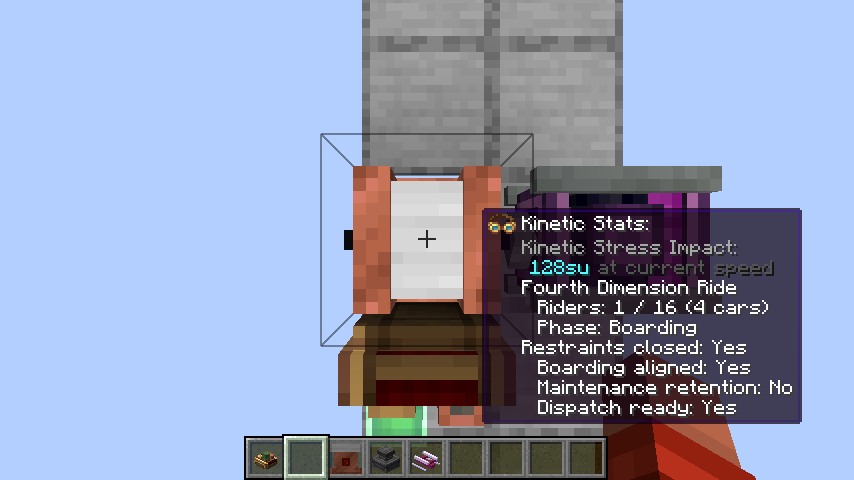 Kinetic Stats:
Kinetic Stress Impact:
128su at current speed
Fourth Dimension Ride
Riders: 1 / 16 (4 cars)
Phase: Boarding
Restraints closed: Yes
Boarding aligned: Yes
Maintenance retention: No
Dispatch ready: Yes